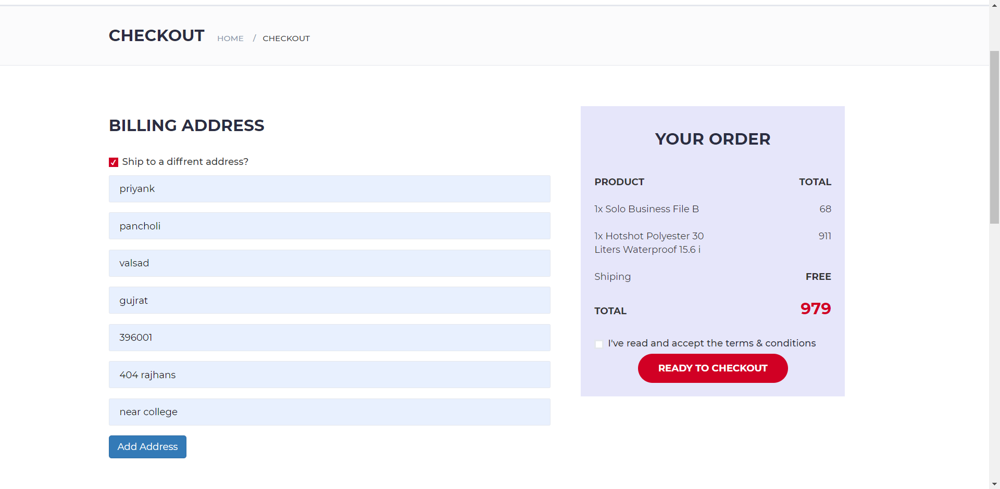 CHECKOUT HOME / CHECKOUT
BILLING ADDRESS
Ship to a diffrent address?
priyank
pancholi
valsad
gujrat
396001
404 rajhans
near college
Add Address
YOUR ORDER
PRODUCT TOTAL
1x Solo Business File B 68
1x Hotshot Polyester 30 911
Liters Waterproof 15.6 i
Shiping FREE
TOTAL 979
I've read and accept the terms & conditions
READY TO CHECKOUT